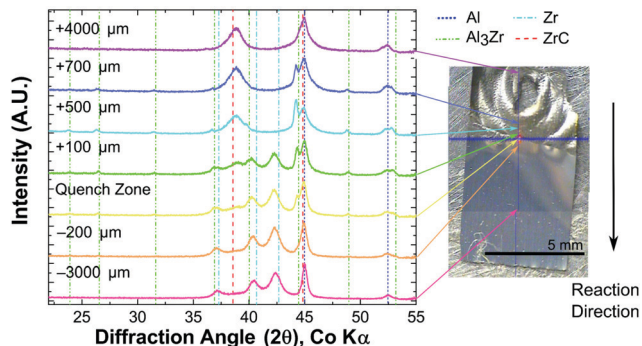 Al
Zr
Al3Zr
ZrC
+4000 μm
+700 μm
+500 μm
+100 μm
Quench Zone
−200 μm
−3000 μm
Intensity (A.U.)
25 30 35 40 45 50 55
Diffraction Angle (2θ), Co Kα
5 mm
Reaction
Direction